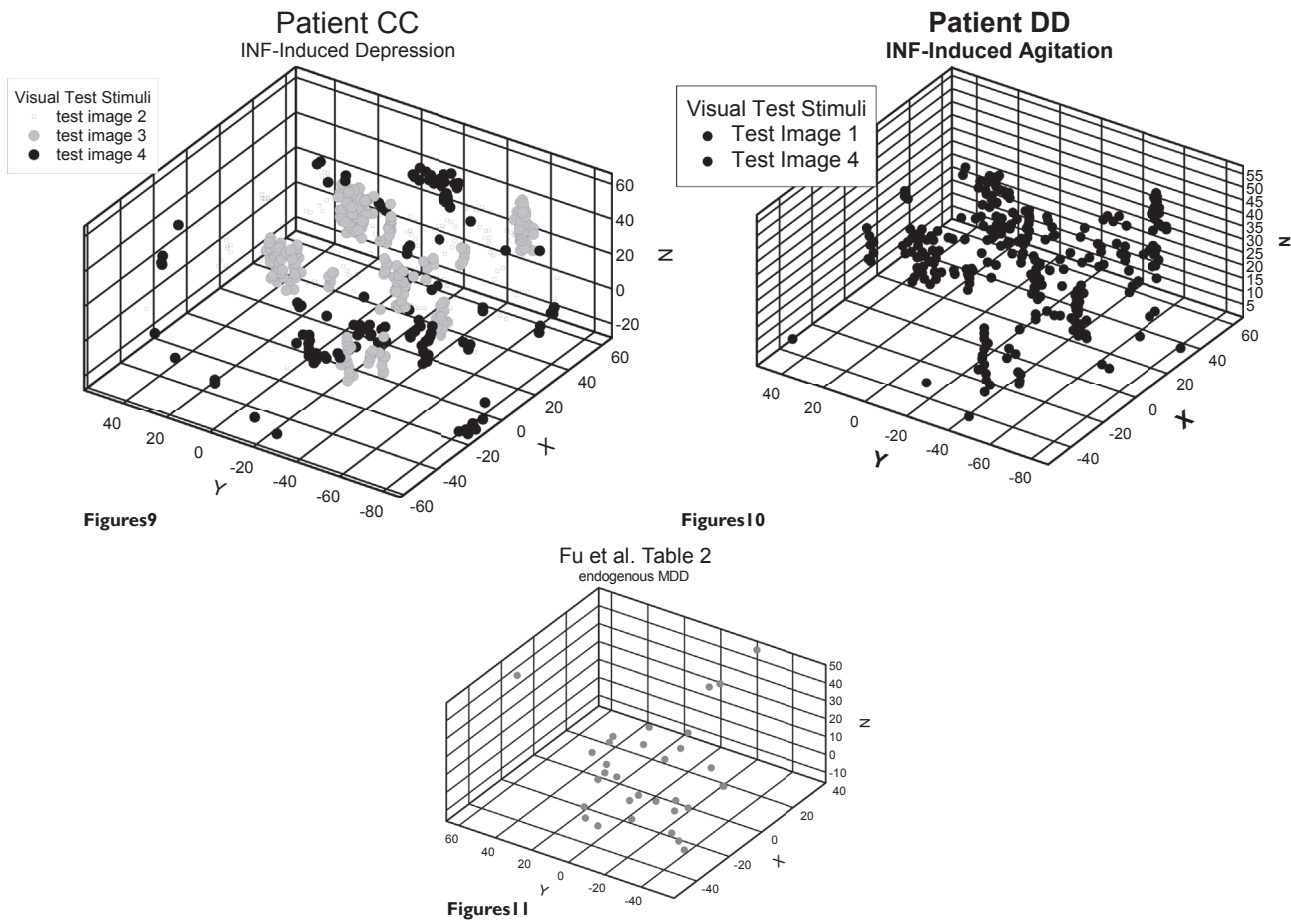 Patient CC
INF-Induced Depression
Visual Test Stimuli
test image 2
test image 3
test image 4
60
40
20
0
-20
N
60
40
20
0
-20
-40
-60
X
40
20
0
-20
-40
-60
-80
Y
Figures9
Patient DD
INF-Induced Agitation
Visual Test Stimuli
Test Image 1
Test Image 4
55
50
45
40
35
30
25
20
15
10
5
N
60
40
20
0
-20
-40
X
40
20
0
-20
-40
-60
-80
Y
Figures10
Fu et al. Table 2
endogenous MDD
50
40
30
20
10
0
-10
N
40
20
0
-20
-40
X
60
40
20
0
-20
-40
Y
Figures11